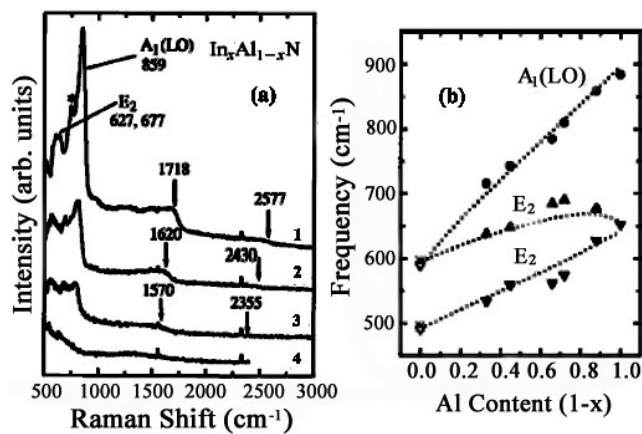 A₁(LO)
859
InₓAl₁₋ₓN
*
E₂
627, 677
(a)
1718
2577
1
1620
2430
2
1570
2355
3
4
Intensity (arb. units)
500 1000 1500 2000 2500 3000
Raman Shift (cm⁻¹)
900
800
700
600
500
Frequency (cm⁻¹)
A₁(LO)
(b)
E₂
E₂
0.0 0.2 0.4 0.6 0.8 1.0
Al Content (1-x)